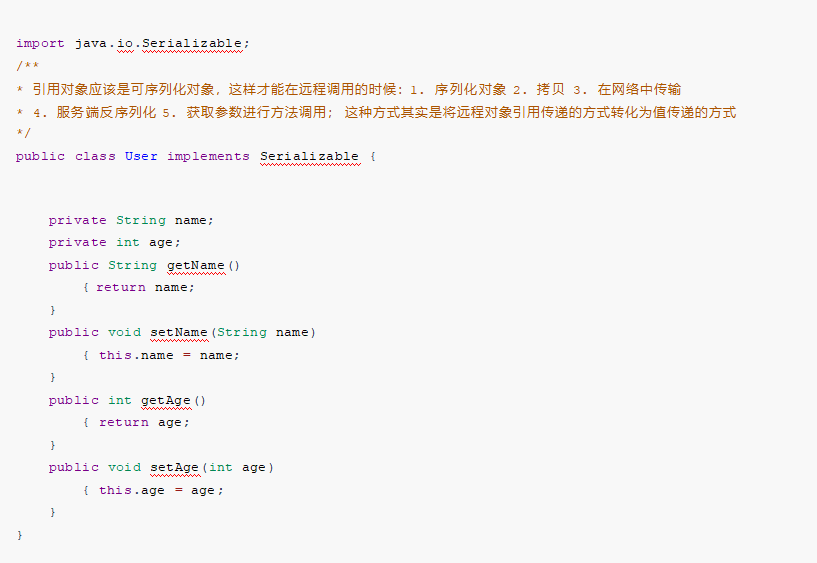 import java.io.Serializable;
/**
* 引用对象应该是可序列化对象，这样才能在远程调用的时候：1. 序列化对象 2. 拷贝 3. 在网络中传输
* 4. 服务端反序列化 5. 获取参数进行方法调用； 这种方式其实是将远程对象引用传递的方式转化为值传递的方式
*/
public class User implements Serializable {
private String name;
private int age;
public String getName()
{ return name;
}
public void setName(String name)
{ this.name = name;
}
public int getAge()
{ return age;
}
public void setAge(int age)
{ this.age = age;
}
}